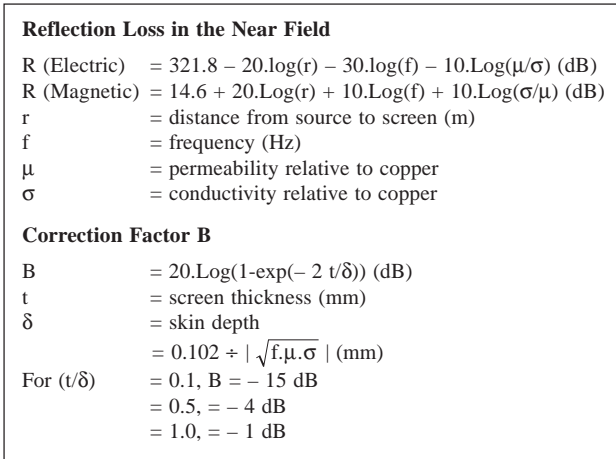 Reflection Loss in the Near Field
R (Electric) = 321.8 – 20.log(r) – 30.log(f) – 10.Log(μ/σ) (dB)
R (Magnetic) = 14.6 + 20.Log(r) + 10.Log(f) + 10.Log(σ/μ) (dB)
r = distance from source to screen (m)
f = frequency (Hz)
μ = permeability relative to copper
σ = conductivity relative to copper
Correction Factor B
B = 20.Log(1-exp(– 2 t/δ)) (dB)
t = screen thickness (mm)
δ = skin depth
= 0.102 ÷ | √f.μ.σ | (mm)
For (t/δ) = 0.1, B = – 15 dB
= 0.5, = – 4 dB
= 1.0, = – 1 dB